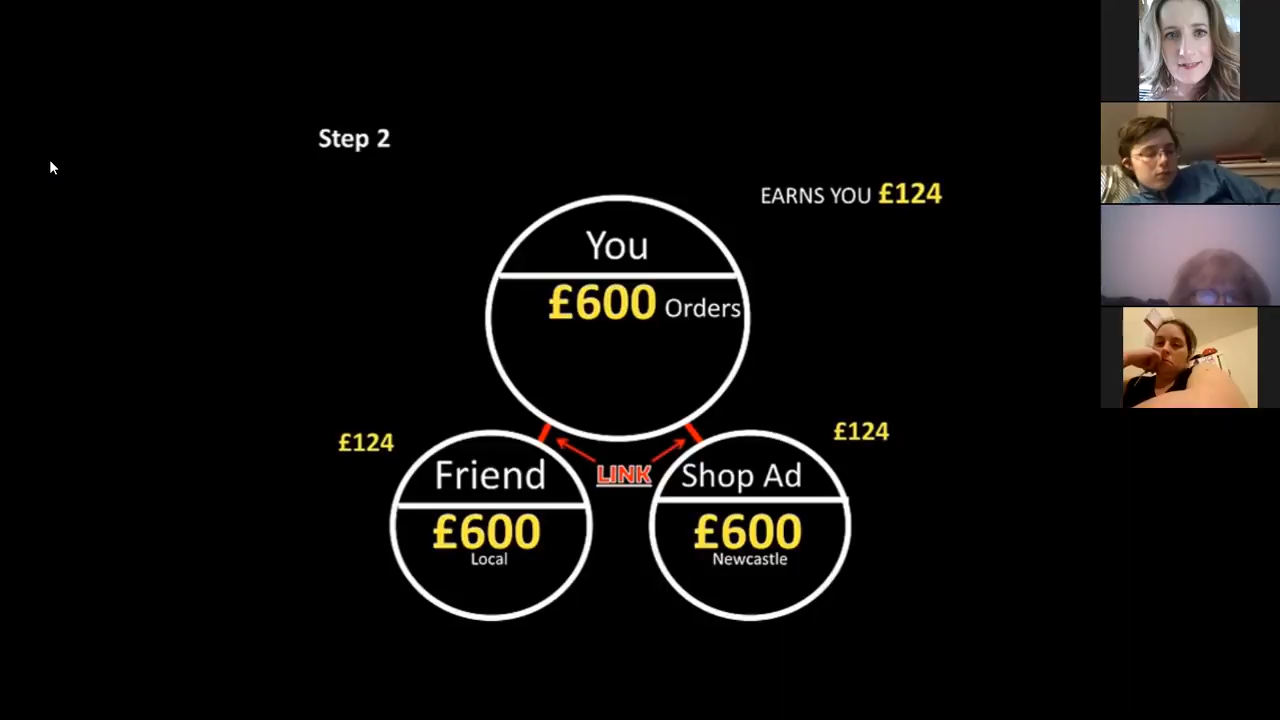 Step 2
EARNS YOU £124
You
£600 Orders
£124
£124
Friend
LINK
Shop Ad
£600
£600
Local
Newcastle